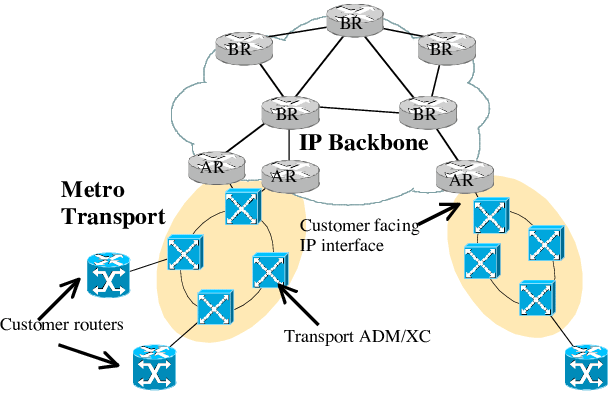 BR
BR
BR
BR
BR
IP Backbone
AR
AR
AR
Metro
Transport
Customer facing
IP interface
Customer routers
Transport ADM/XC